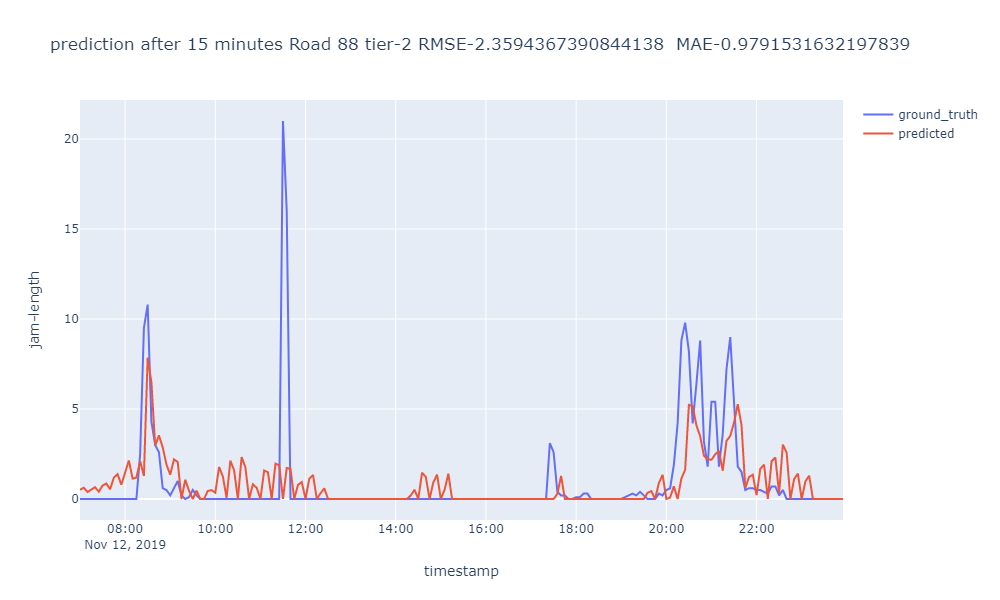 prediction after 15 minutes Road 88 tier-2 RMSE-2.3594367390844138  MAE-0.9791531632197839
ground_truth
predicted
20
15
10
5
0
jam-length
08:00 10:00 12:00 14:00 16:00 18:00 20:00 22:00
Nov 12, 2019
timestamp